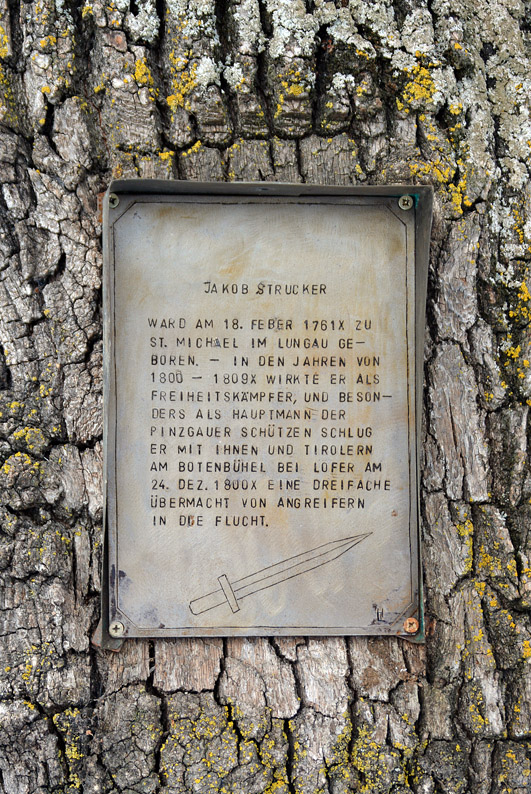 JAKOB STRUCKER
WARD AM 18. FEBER 1761X ZU
ST. MICHAEL IM LUNGAU GE-
BOREN. – IN DEN JAHREN VON
1800 – 1809X WIRKTE ER ALS
FREIHEITSKÄMPFER, UND BESON-
DERS ALS HAUPTMANN DER
PINZGAUER SCHÜTZEN SCHLUG
ER MIT IHNEN UND TIROLERN
AM BOTENBÜHEL BEI LOFER AM
24. DEZ. 1800X EINE DREIFACHE
ÜBERMACHT VON ANGREIFERN
IN DIE FLUCHT.